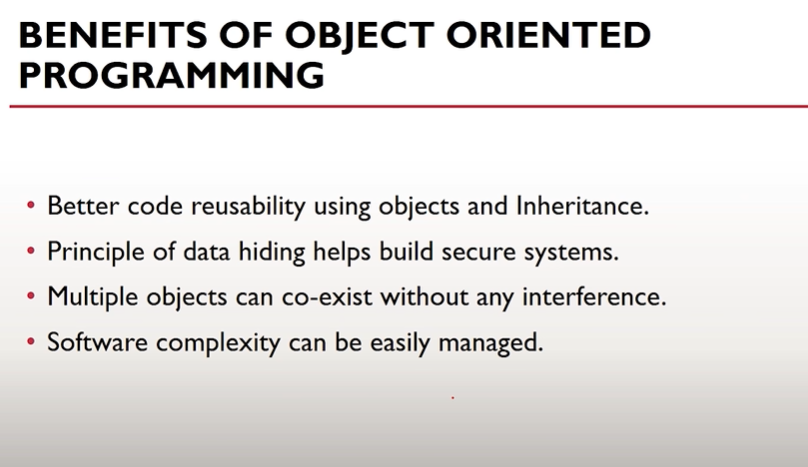 BENEFITS OF OBJECT ORIENTED
PROGRAMMING
• Better code reusability using objects and Inheritance.
• Principle of data hiding helps build secure systems.
• Multiple objects can co-exist without any interference.
• Software complexity can be easily managed.